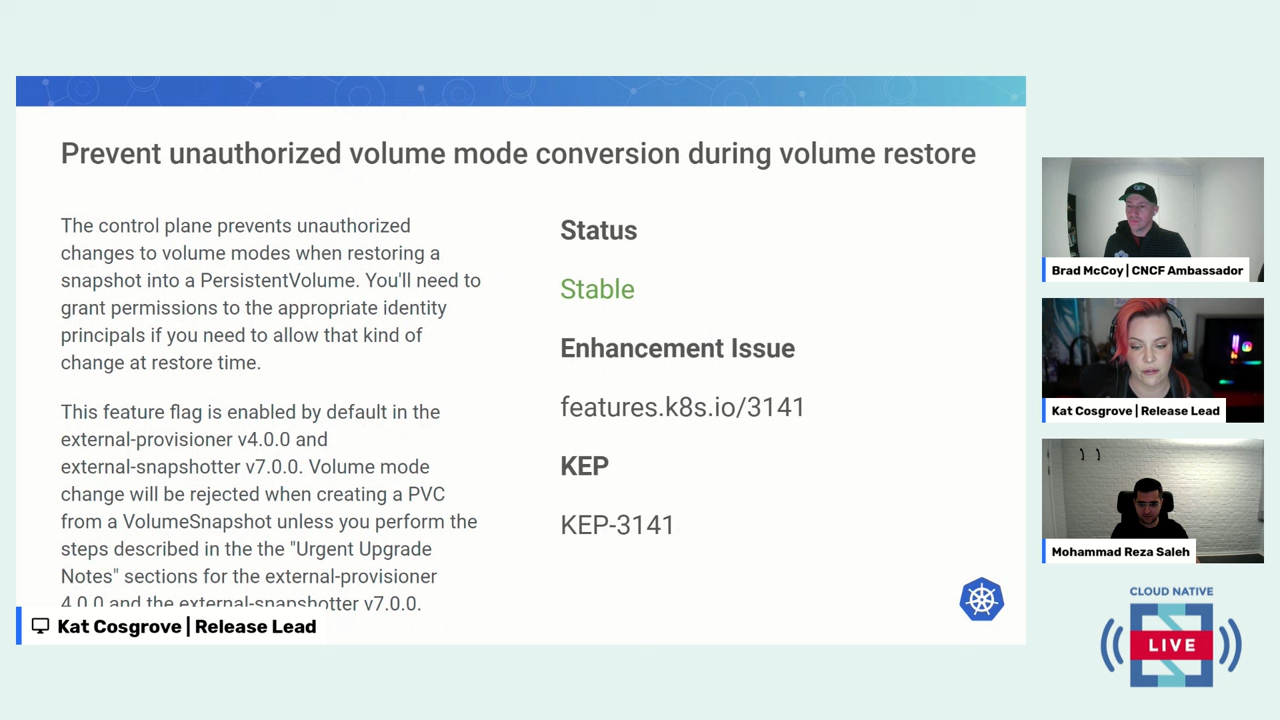 Prevent unauthorized volume mode conversion during volume restore
The control plane prevents unauthorized
changes to volume modes when restoring a
snapshot into a PersistentVolume. You'll need to
grant permissions to the appropriate identity
principals if you need to allow that kind of
change at restore time.
This feature flag is enabled by default in the
external-provisioner v4.0.0 and
external-snapshotter v7.0.0. Volume mode
change will be rejected when creating a PVC
from a VolumeSnapshot unless you perform the
steps described in the the "Urgent Upgrade
Notes" sections for the external-provisioner
4.0.0 and the external-snapshotter v7.0.0.
Status
Stable
Enhancement Issue
features.k8s.io/3141
KEP
KEP-3141
Kat Cosgrove | Release Lead
Brad McCoy | CNCF Ambassador
Kat Cosgrove | Release Lead
Mohammad Reza Saleh
CLOUD NATIVE
LIVE